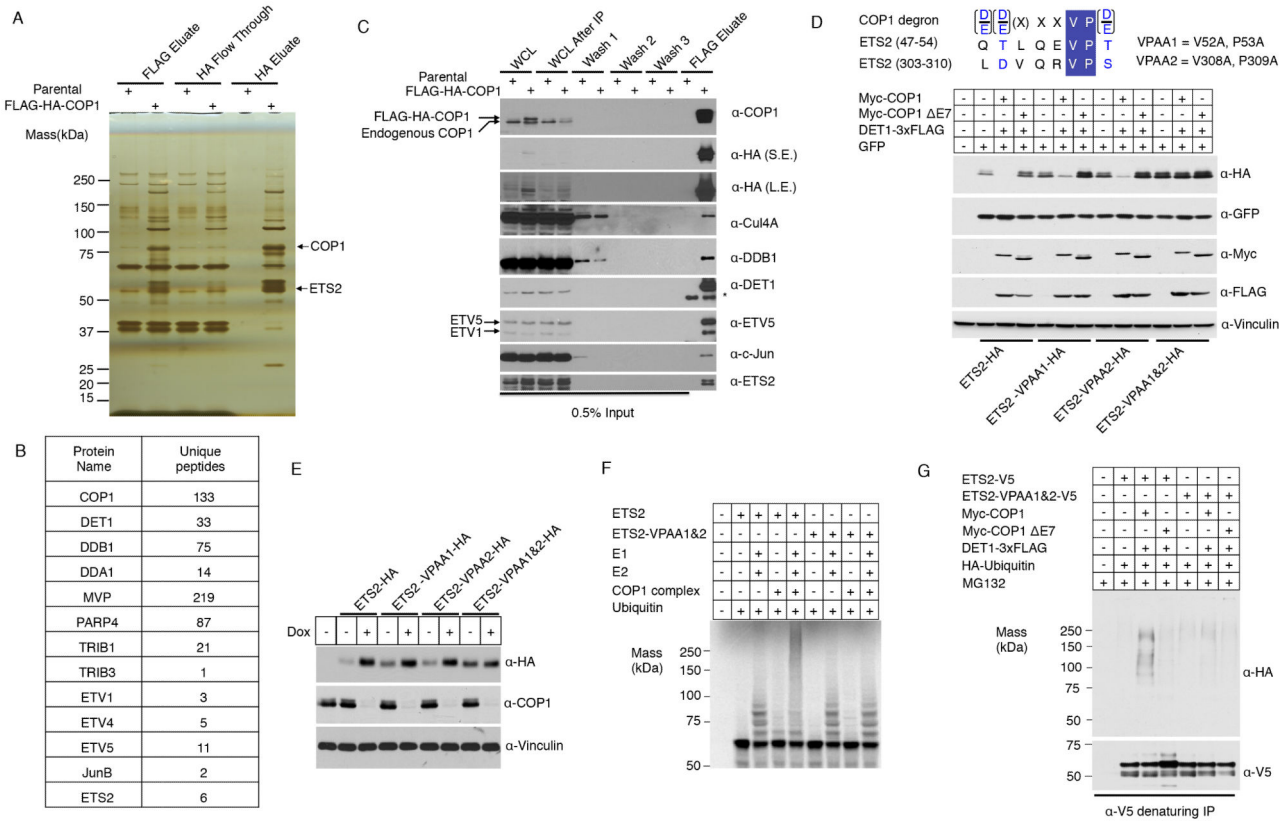 A
FLAG Eluate
HA Flow Through
HA Eluate
Parental + + +
FLAG-HA-COP1 + + +
Mass(kDa)
250
150
100
75
50
37
25
20
15
COP1
ETS2
B
Protein Name Unique peptides
COP1 133
DET1 33
DDB1 75
DDA1 14
MVP 219
PARP4 87
TRIB1 21
TRIB3 1
ETV1 3
ETV4 5
ETV5 11
JunB 2
ETS2 6
C
WCL
WCL After IP
Wash 1
Wash 2
Wash 3
FLAG Eluate
Parental + + + + + +
FLAG-HA-COP1 + + + + + +
FLAG-HA-COP1
Endogenous COP1
α-COP1
α-HA (S.E.)
α-HA (L.E.)
α-Cul4A
α-DDB1
α-DET1
*
ETV5
ETV1
α-ETV5
α-c-Jun
α-ETS2
0.5% Input
D
COP1 degron (D/E) (D/E) (X) X X V P (D/E)
ETS2 (47-54) Q T L Q E V P T VPAA1 = V52A, P53A
ETS2 (303-310) L D V Q R V P S VPAA2 = V308A, P309A
Myc-COP1 - - + - - + - - + - - + -
Myc-COP1 ΔE7 - - - + - - + - - + - - +
DET1-3xFLAG - - + + - + + - + + - + +
GFP - + + + + + + + + + + + +
α-HA
α-GFP
α-Myc
α-FLAG
α-Vinculin
ETS2-HA
ETS2 -VPAA1-HA
ETS2-VPAA2-HA
ETS2-VPAA1&2-HA
E
ETS2-HA
ETS2 -VPAA1-HA
ETS2-VPAA2-HA
ETS2-VPAA1&2-HA
Dox - - + - + - + - +
α-HA
α-COP1
α-Vinculin
F
ETS2 - + + + + - - - -
ETS2-VPAA1&2 - - - - - + + + +
E1 - - + - + - + - +
E2 - - + - + - + - +
COP1 complex - - - + + - - + +
Ubiquitin - + + + + + + + +
Mass (kDa)
250
150
100
75
50
G
ETS2-V5 - + + + - - -
ETS2-VPAA1&2-V5 - - - - + + +
Myc-COP1 - - + - - + -
Myc-COP1 ΔE7 - - - + - - +
DET1-3xFLAG - - + + - + +
HA-Ubiquitin - + + + + + +
MG132 + + + + + + +
Mass (kDa)
250
150
100
75
50
α-HA
75
50
α-V5
α-V5 denaturing IP